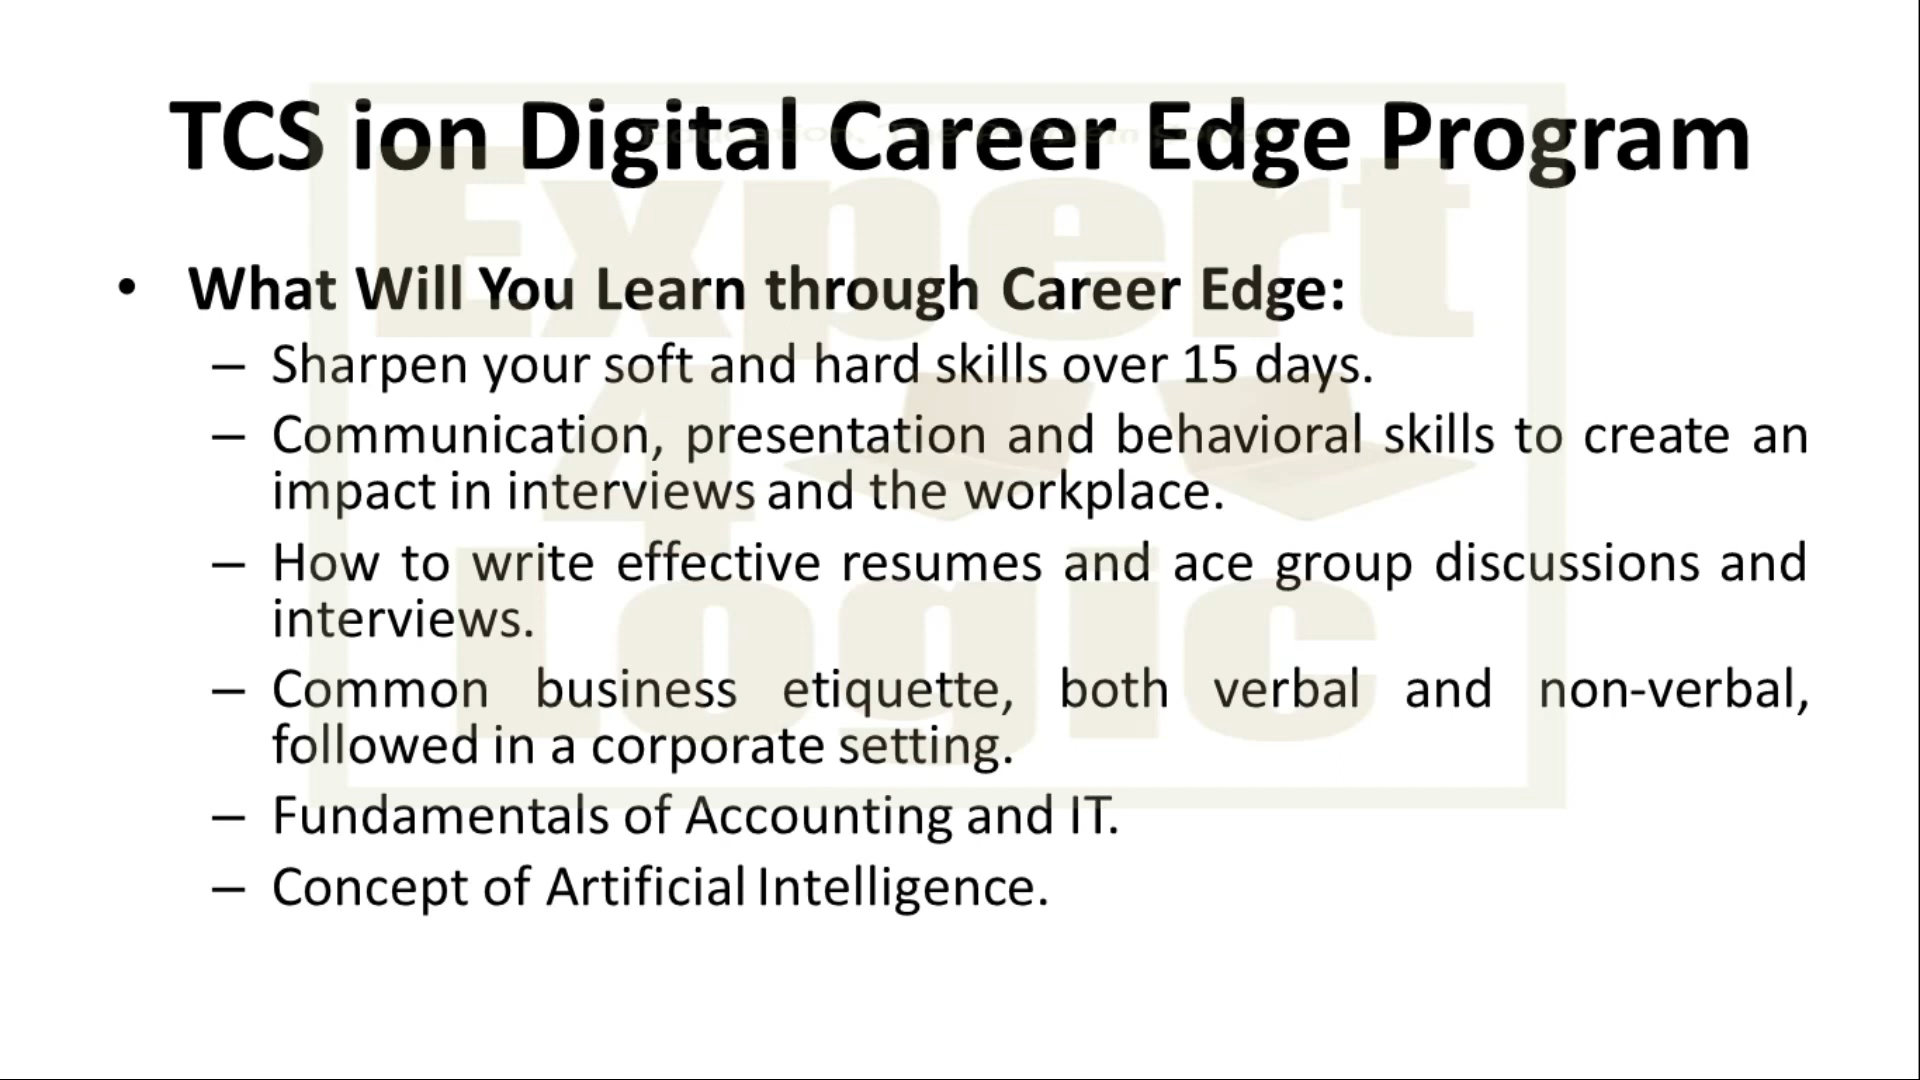 TCS ion Digital Career Edge Program
• What Will You Learn through Career Edge:
– Sharpen your soft and hard skills over 15 days.
– Communication, presentation and behavioral skills to create an
impact in interviews and the workplace.
– How to write effective resumes and ace group discussions and
interviews.
– Common business etiquette, both verbal and non-verbal,
followed in a corporate setting.
– Fundamentals of Accounting and IT.
– Concept of Artificial Intelligence.
Expert
4
Logic